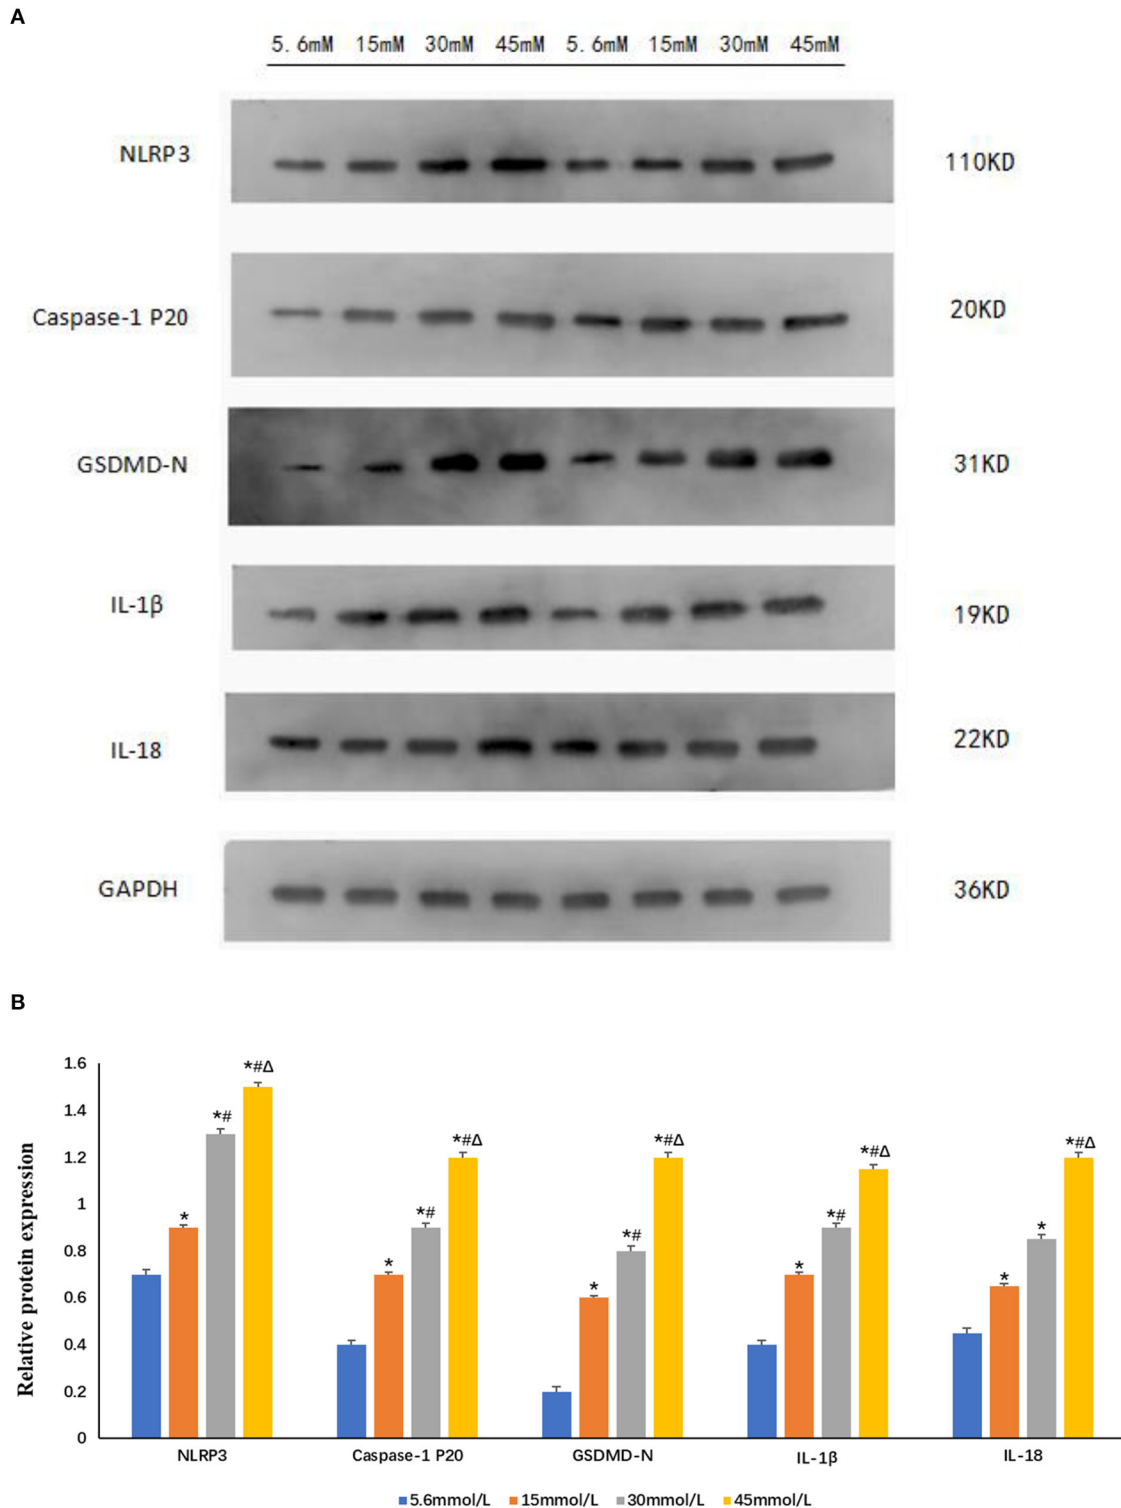 A
5. 6mM 15mM 30mM 45mM 5. 6mM 15mM 30mM 45mM
NLRP3 110KD
Caspase-1 P20 20KD
GSDMD-N 31KD
IL-1β 19KD
IL-18 22KD
GAPDH 36KD
B
Relative protein expression
1.6
1.4
1.2
1
0.8
0.6
0.4
0.2
0
* *# *#Δ
* *# *#Δ
* *# *#Δ
* *# *#Δ
* * *#Δ
NLRP3 Caspase-1 P20 GSDMD-N IL-1β IL-18
5.6mmol/L 15mmol/L 30mmol/L 45mmol/L